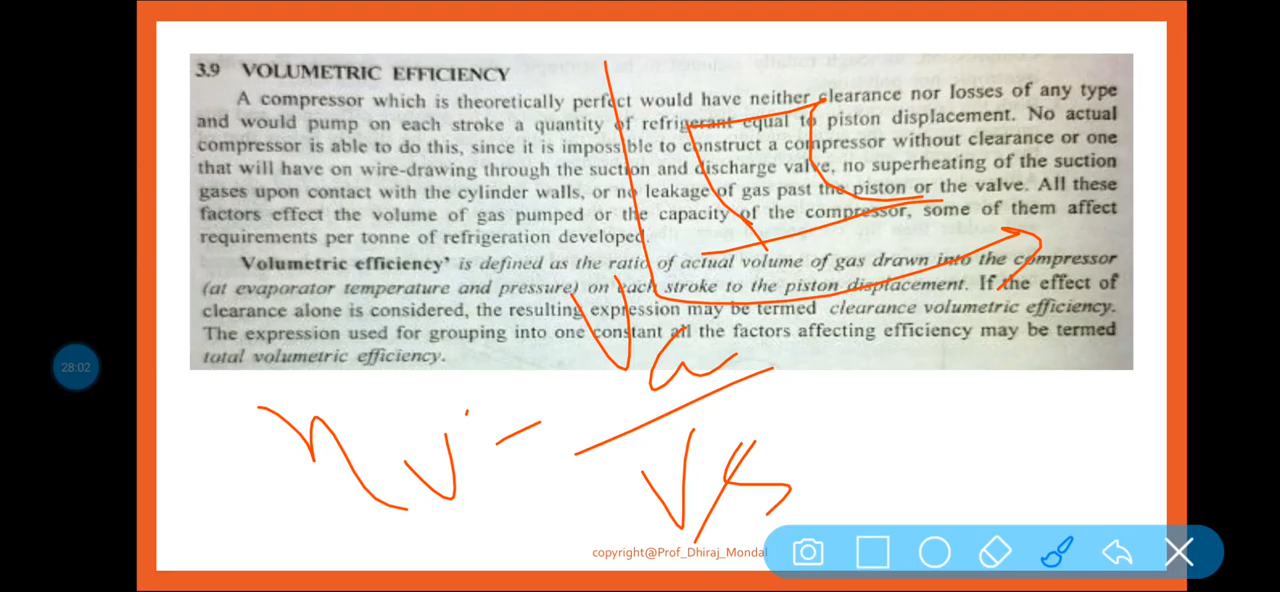 3.9 VOLUMETRIC EFFICIENCY
A compressor which is theoretically perfect would have neither clearance nor losses of any type
and would pump on each stroke a quantity of refrigerant equal to piston displacement. No actual
compressor is able to do this, since it is impossible to construct a compressor without clearance or one
that will have on wire-drawing through the suction and discharge valve, no superheating of the suction
gases upon contact with the cylinder walls, or no leakage of gas past the piston or the valve. All these
factors effect the volume of gas pumped or the capacity of the compressor, some of them affect
requirements per tonne of refrigeration developed.
Volumetric efficiency' is defined as the ratio of actual volume of gas drawn into the compressor
(at evaporator temperature and pressure) on each stroke to the piston displacement. If the effect of
clearance alone is considered, the resulting expression may be termed clearance volumetric efficiency.
The expression used for grouping into one constant all the factors affecting efficiency may be termed
total volumetric efficiency.
28:02
ηv = Va
Vs
copyright@Prof_Dhiraj_Mondal